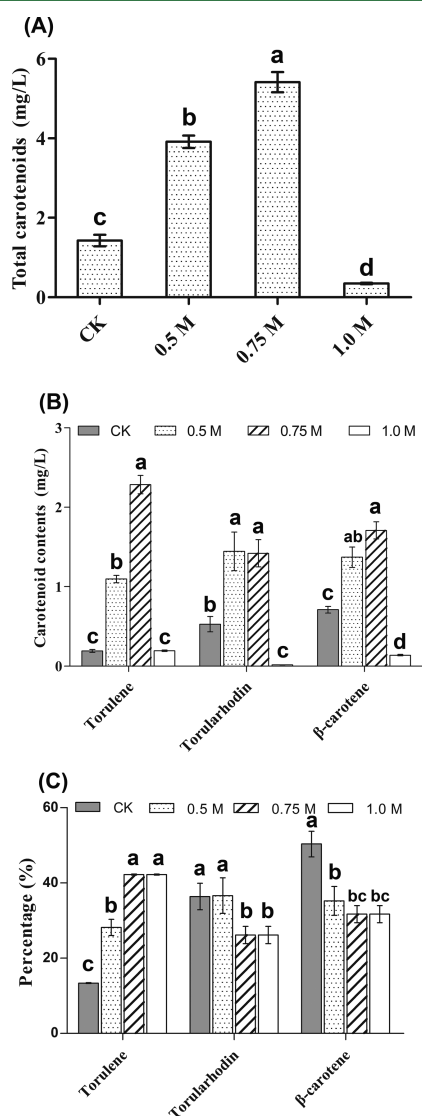 (A)
Total carotenoids (mg/L)
6
4
2
0
c
b
a
d
CK
0.5 M
0.75 M
1.0 M
(B)
Carotenoid contents (mg/L)
CK 0.5 M 0.75 M 1.0 M
3
2
1
0
c b a c
b a a c
c ab a d
Torulene
Torularhodin
β-carotene
(C)
Percentage (%)
CK 0.5 M 0.75 M 1.0 M
60
40
20
0
c b a a
a a b b
a b bc bc
Torulene
Torularhodin
β-carotene